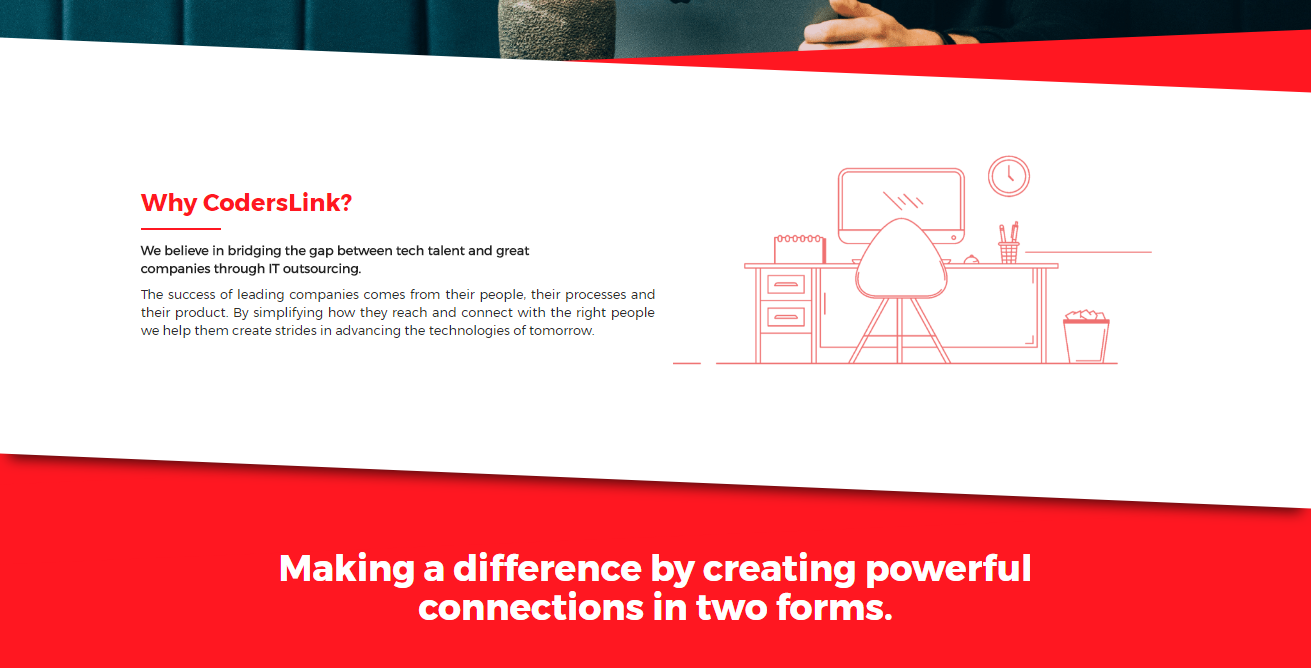 Why CodersLink?
We believe in bridging the gap between tech talent and great
companies through IT outsourcing.
The success of leading companies comes from their people, their processes and
their product. By simplifying how they reach and connect with the right people
we help them create strides in advancing the technologies of tomorrow.
Making a difference by creating powerful
connections in two forms.